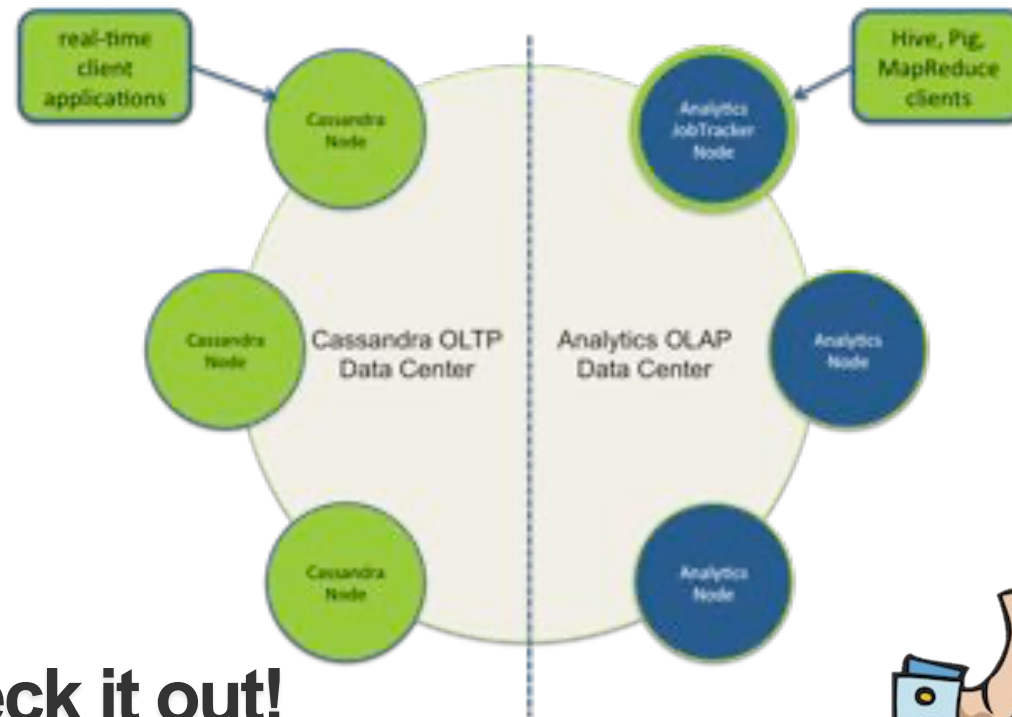 real-time
client
applications
Hive, Pig,
MapReduce
clients
Cassandra
Node
Analytics
JobTracker
Node
Cassandra
Node
Cassandra OLTP
Data Center
Analytics OLAP
Data Center
Analytics
Node
Cassandra
Node
Analytics
Node
eck it out!